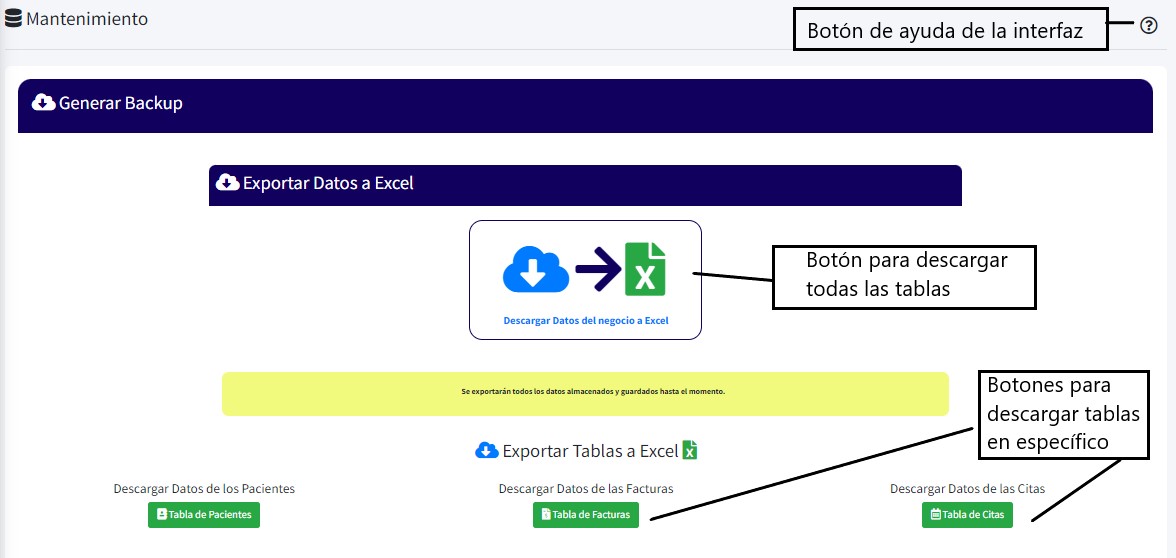 Mantenimiento
Botón de ayuda de la interfaz
Generar Backup
Exportar Datos a Excel
Descargar Datos del negocio a Excel
Botón para descargar
todas las tablas
Se exportarán todos los datos almacenados y guardados hasta el momento.
Botones para
descargar tablas
en específico
Exportar Tablas a Excel
Descargar Datos de los Pacientes
Tabla de Pacientes
Descargar Datos de las Facturas
Tabla de Facturas
Descargar Datos de las Citas
Tabla de Citas